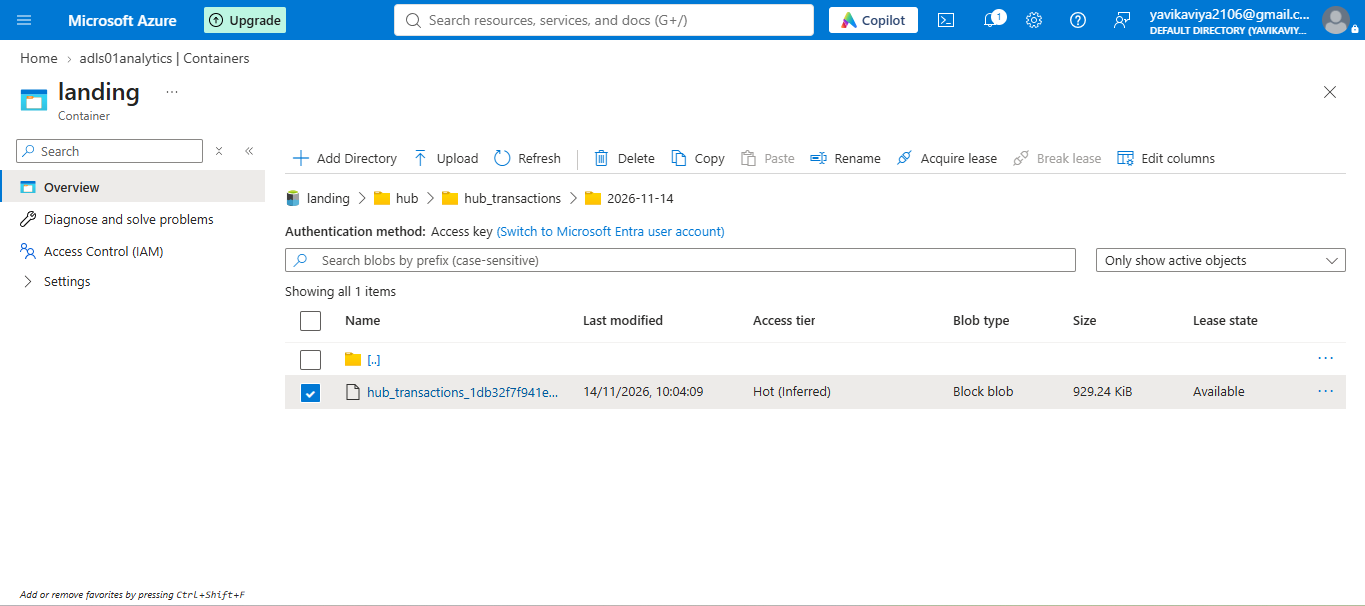 Microsoft Azure
Upgrade
Search resources, services, and docs (G+/)
Copilot
1
yavikaviya2106@gmail.c...
DEFAULT DIRECTORY (YAVIKAVIY...
Home > adls01analytics | Containers
landing
...
Container
Search
Overview
Diagnose and solve problems
Access Control (IAM)
Settings
Add Directory
Upload
Refresh
Delete
Copy
Paste
Rename
Acquire lease
Break lease
Edit columns
landing > hub > hub_transactions > 2026-11-14
Authentication method: Access key (Switch to Microsoft Entra user account)
Search blobs by prefix (case-sensitive)
Only show active objects
Showing all 1 items
Name Last modified Access tier Blob type Size Lease state
[..] ...
hub_transactions_1db32f7f941e... 14/11/2026, 10:04:09 Hot (Inferred) Block blob 929.24 KiB Available ...
Add or remove favorites by pressing Ctrl+Shift+F